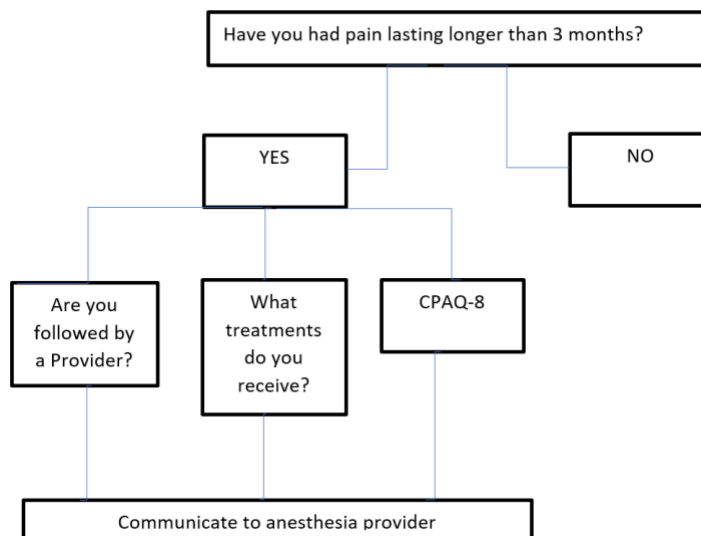 Have you had pain lasting longer than 3 months?
YES
NO
Are you
followed by
a Provider?
What
treatments
do you
receive?
CPAQ-8
Communicate to anesthesia provider